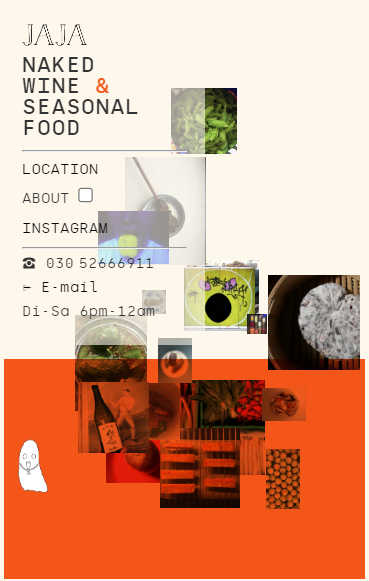 JAJA
NAKED
WINE &
SEASONAL
FOOD
LOCATION
ABOUT
INSTAGRAM
☎ 030 52666911
E-mail
Di-Sa 6pm-12am